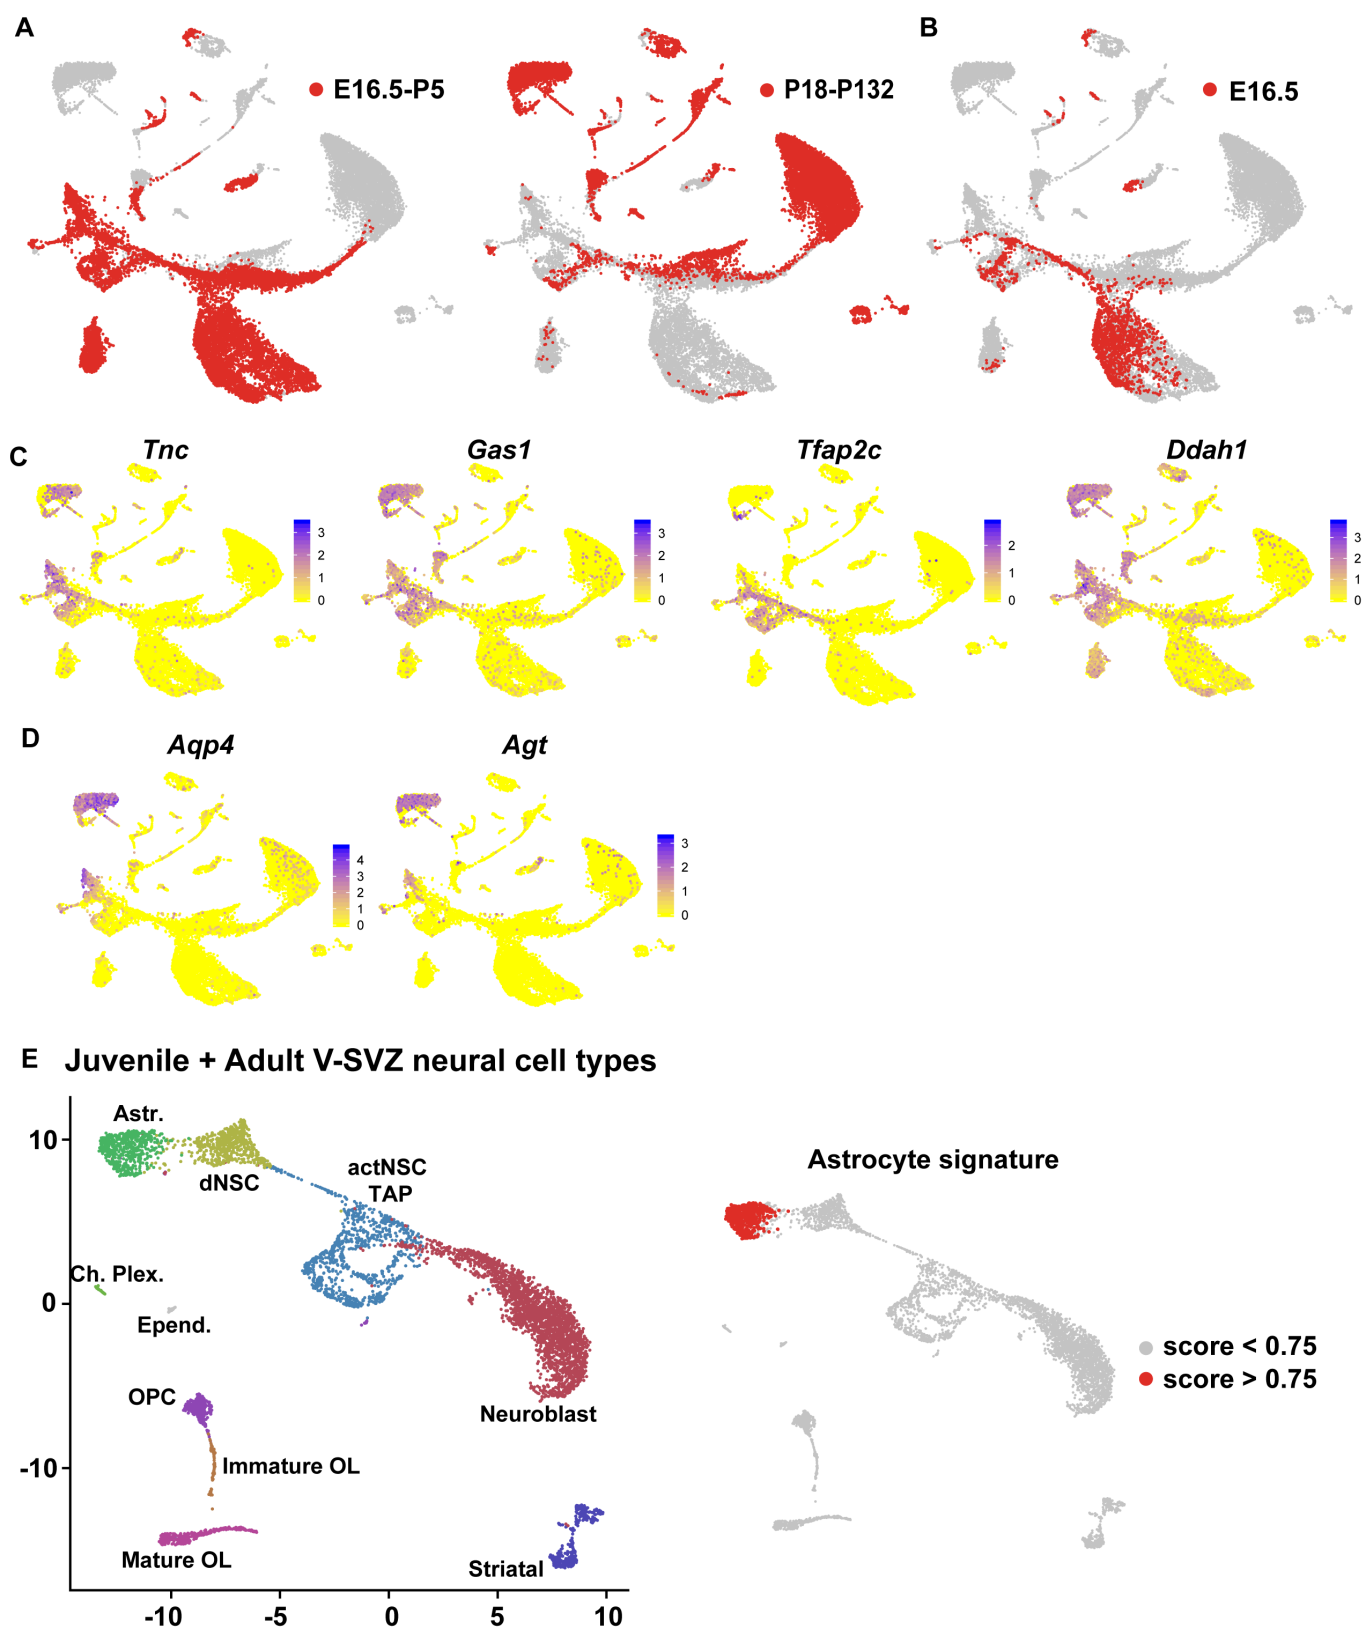 A
E16.5-P5
P18-P132
B
E16.5
C
Tnc
Gas1
Tfap2c
Ddah1
3
2
1
0
3
2
1
0
2
1
0
3
2
1
0
D
Aqp4
Agt
4
3
2
1
0
3
2
1
0
E Juvenile + Adult V-SVZ neural cell types
10
0
-10
-10
-5
0
5
10
Astr.
dNSC
actNSC
TAP
Ch. Plex.
Epend.
OPC
Neuroblast
Immature OL
Mature OL
Striatal
Astrocyte signature
score < 0.75
score > 0.75